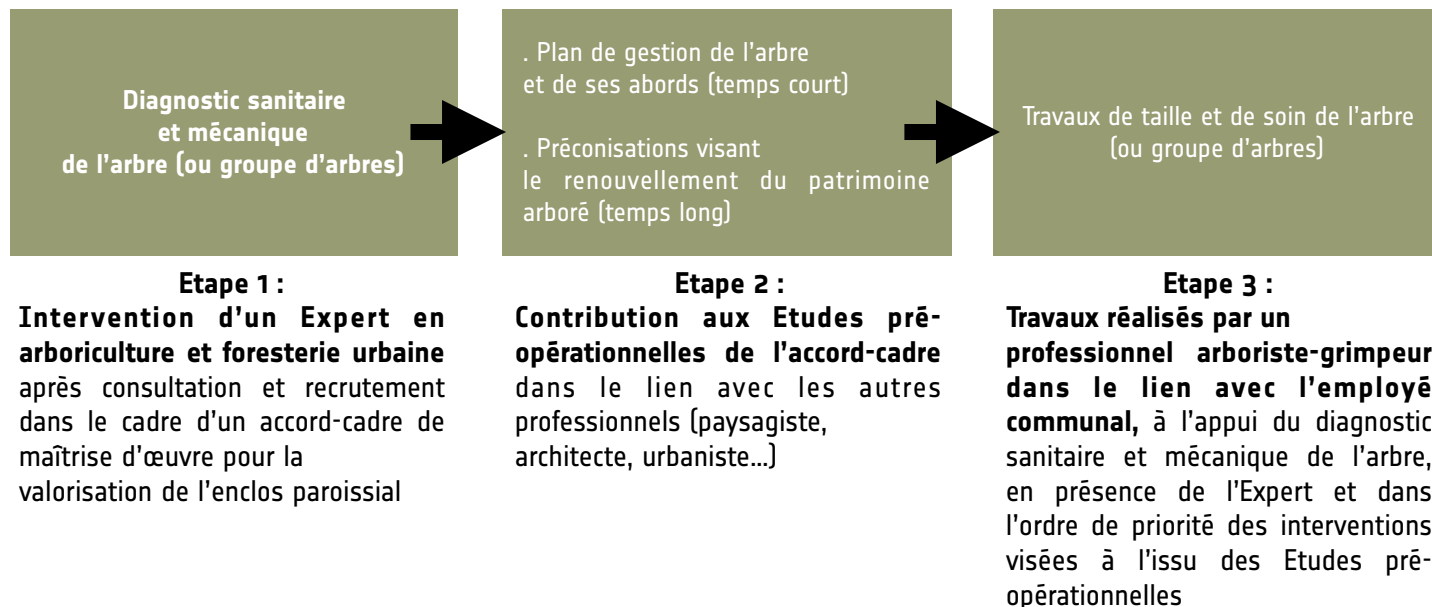 Diagnostic sanitaire
et mécanique
de l'arbre (ou groupe d'arbres)
. Plan de gestion de l'arbre
et de ses abords (temps court)
. Préconisations visant
le renouvellement du patrimoine
arboré (temps long)
Travaux de taille et de soin de l'arbre
(ou groupe d'arbres)
Etape 1 :
Intervention d'un Expert en
arboriculture et foresterie urbaine
après consultation et recrutement
dans le cadre d'un accord-cadre de
maîtrise d'œuvre pour la
valorisation de l'enclos paroissial
Etape 2 :
Contribution aux Etudes pré-
opérationnelles de l'accord-cadre
dans le lien avec les autres
professionnels (paysagiste,
architecte, urbaniste...)
Etape 3 :
Travaux réalisés par un
professionnel arboriste-grimpeur
dans le lien avec l'employé
communal, à l'appui du diagnostic
sanitaire et mécanique de l'arbre,
en présence de l'Expert et dans
l'ordre de priorité des interventions
visées à l'issu des Etudes pré-
opérationnelles